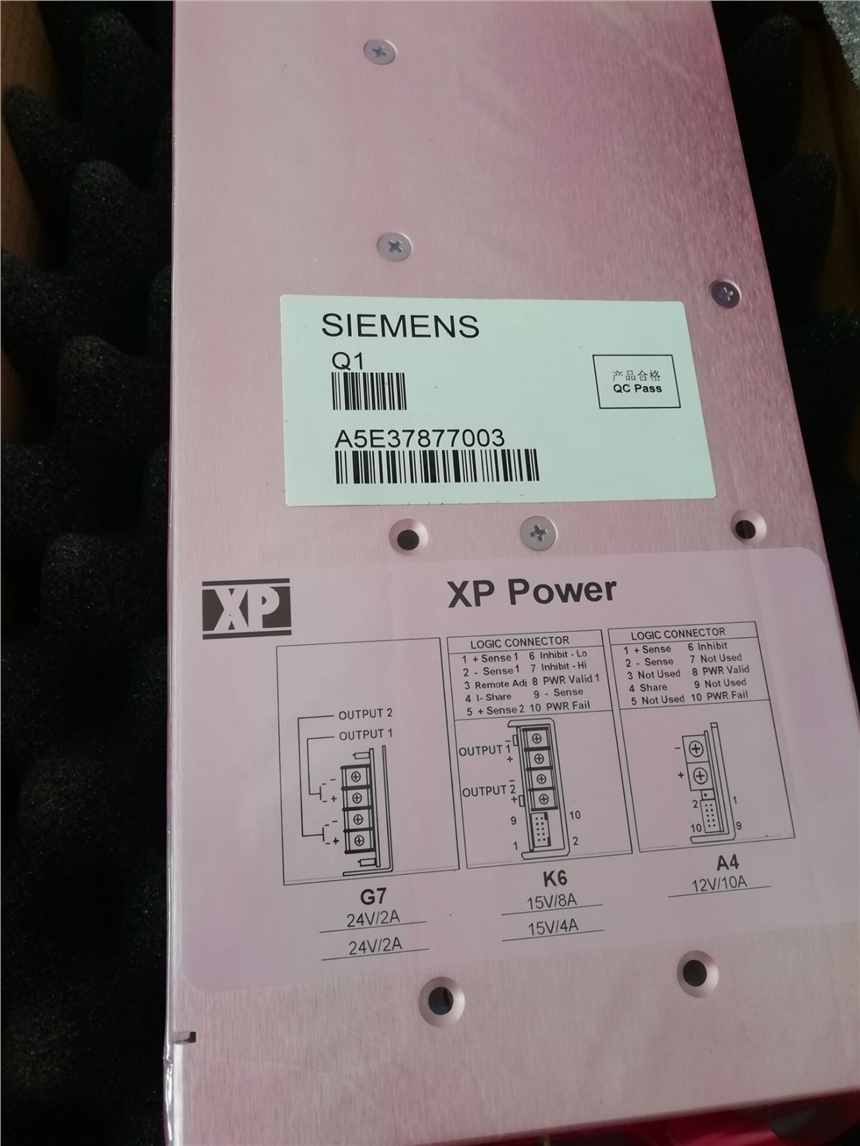 SIEMENS
Q1
产品合格
QC Pass
A5E37877003
XP
XP Power
OUTPUT 2
OUTPUT 1
- +
- +
G7
24V/2A
24V/2A
LOGIC CONNECTOR
1 + Sense 1 6 Inhibit - Lo
2 - Sense 1 7 Inhibit - Hi
3 Remote Adj 8 PWR Valid 1
4 I- Share 9 - Sense
5 + Sense 2 10 PWR Fail
OUTPUT 1 - +
OUTPUT 2 - +
9 10
1 2
K6
15V/8A
15V/4A
LOGIC CONNECTOR
1 + Sense 6 Inhibit
2 - Sense 7 Not Used
3 Not Used 8 PWR Valid
4 Share 9 Not Used
5 Not Used 10 PWR Fail
-
+
2 1
10 9
A4
12V/10A